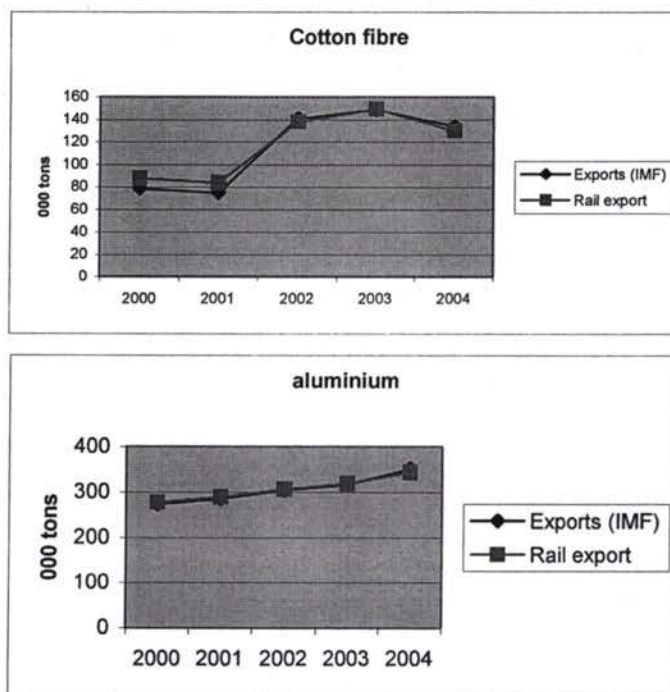 Cotton fibre
000 tons
160
140
120
100
80
60
40
20
0
2000 2001 2002 2003 2004
Exports (IMF)
Rail export
aluminium
000 tons
400
300
200
100
0
2000 2001 2002 2003 2004
Exports (IMF)
Rail export